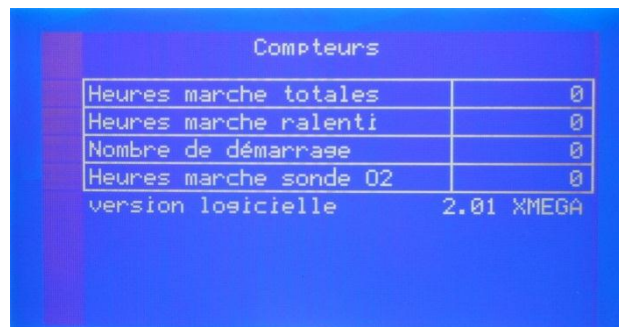 Compteurs
Heures marche totales 0
Heures marche ralenti 0
Nombre de démarrage 0
Heures marche sonde O2 0
version logicielle 2.01 XMEGA